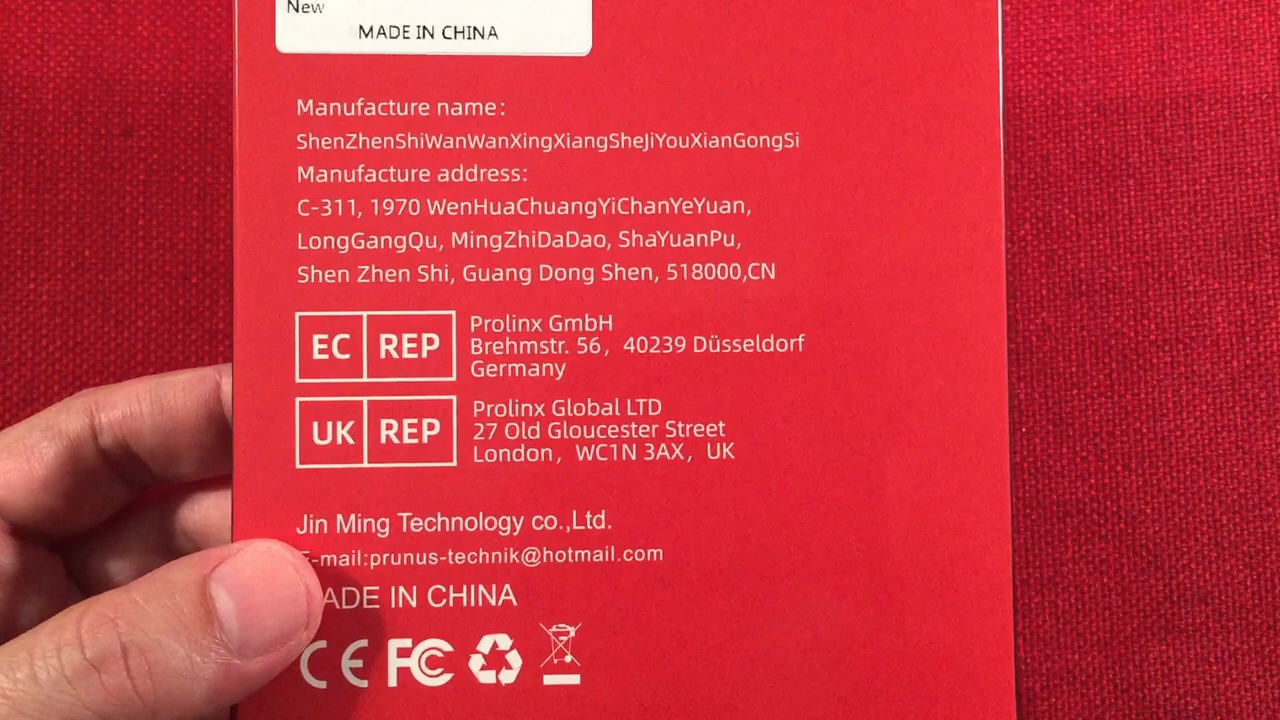 New
MADE IN CHINA
Manufacture name:
ShenZhenShiWanWanXingXiangSheJiYouXianGongSi
Manufacture address:
C-311, 1970 WenHuaChuangYiChanYeYuan,
LongGangQu, MingZhiDaDao, ShaYuanPu,
Shen Zhen Shi, Guang Dong Shen, 518000,CN
EC REP
Prolinx GmbH
Brehmstr. 56, 40239 Düsseldorf
Germany
UK REP
Prolinx Global LTD
27 Old Gloucester Street
London, WC1N 3AX, UK
Jin Ming Technology co.,Ltd.
E-mail:prunus-technik@hotmail.com
MADE IN CHINA
CE FC